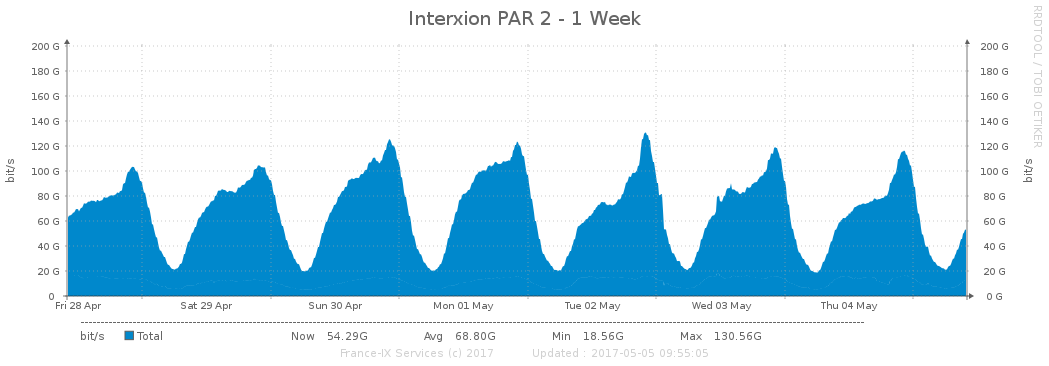 Interxion PAR 2 - 1 Week
RRDTOOL / TOBI OETIKER
200 G 200 G
180 G 180 G
160 G 160 G
140 G 140 G
120 G 120 G
100 G 100 G
80 G 80 G
60 G 60 G
40 G 40 G
20 G 20 G
0 0 G
bit/s
bit/s
Fri 28 Apr Sat 29 Apr Sun 30 Apr Mon 01 May Tue 02 May Wed 03 May Thu 04 May
bit/s Total Now 54.29G Avg 68.80G Min 18.56G Max 130.56G
France-IX Services (c) 2017 Updated : 2017-05-05 09:55:05